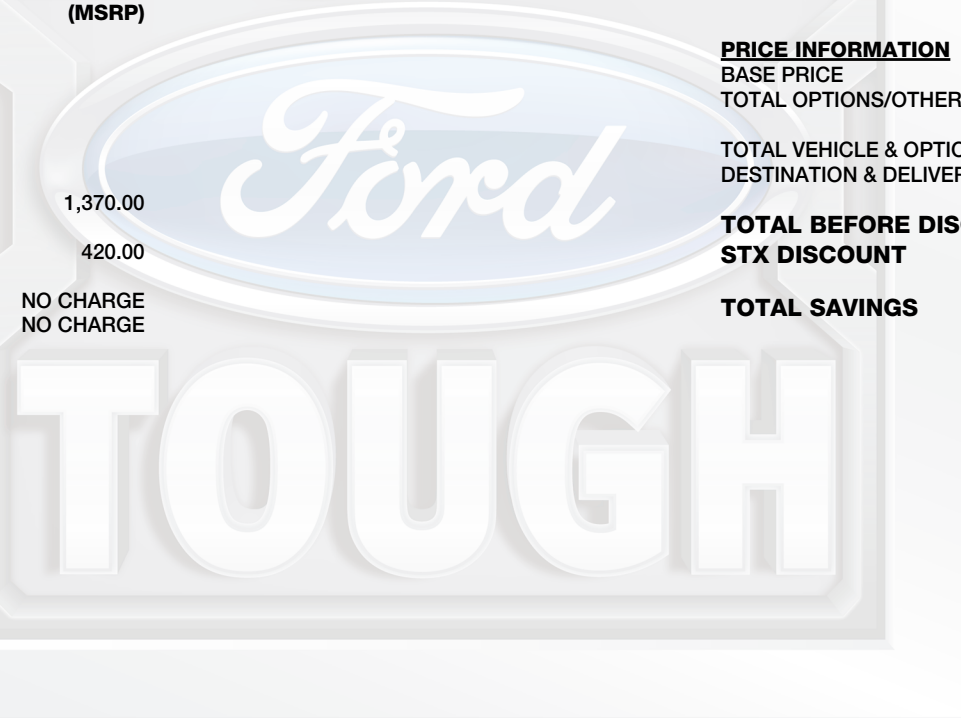 (MSRP)
1,370.00
420.00
NO CHARGE
NO CHARGE
PRICE INFORMATION
BASE PRICE
TOTAL OPTIONS/OTHER
TOTAL VEHICLE & OPTIO
DESTINATION & DELIVER
TOTAL BEFORE DIS
STX DISCOUNT
TOTAL SAVINGS
Ford
TOUGH